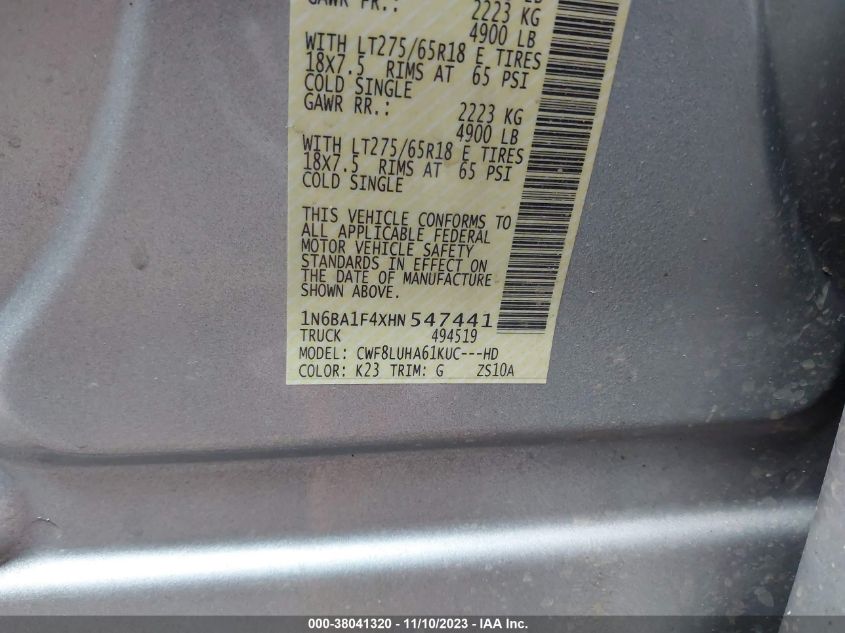 GAWR FR.: 2223 KG
4900 LB
WITH LT275/65R18 E TIRES
18X7.5 RIMS AT 65 PSI
COLD SINGLE
GAWR RR.: 2223 KG
4900 LB
WITH LT275/65R18 E TIRES
18X7.5 RIMS AT 65 PSI
COLD SINGLE
THIS VEHICLE CONFORMS TO
ALL APPLICABLE FEDERAL
MOTOR VEHICLE SAFETY
STANDARDS IN EFFECT ON
THE DATE OF MANUFACTURE
SHOWN ABOVE.
1N6BA1F4XHN547441
TRUCK 494519
MODEL: CWF8LUHA61KUC---HD
COLOR: K23 TRIM: G ZS10A
000-38041320 - 11/10/2023 - IAA Inc.